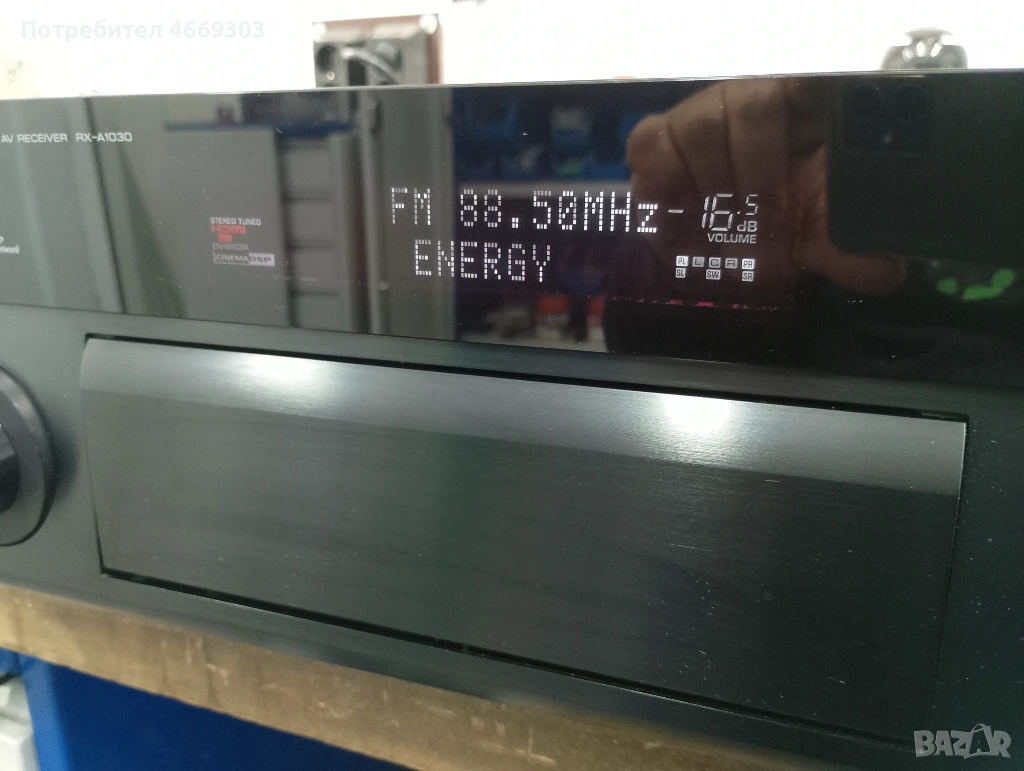 Потребител 4669303
AV RECEIVER RX-A1030
FM 88.50MHz -16.5 dB
VOLUME
ENERGY
STEREO TUNED
HDMI
ENHANCER
CINEMA DSP
PL L C R PR
SL SW SR
BAZAR